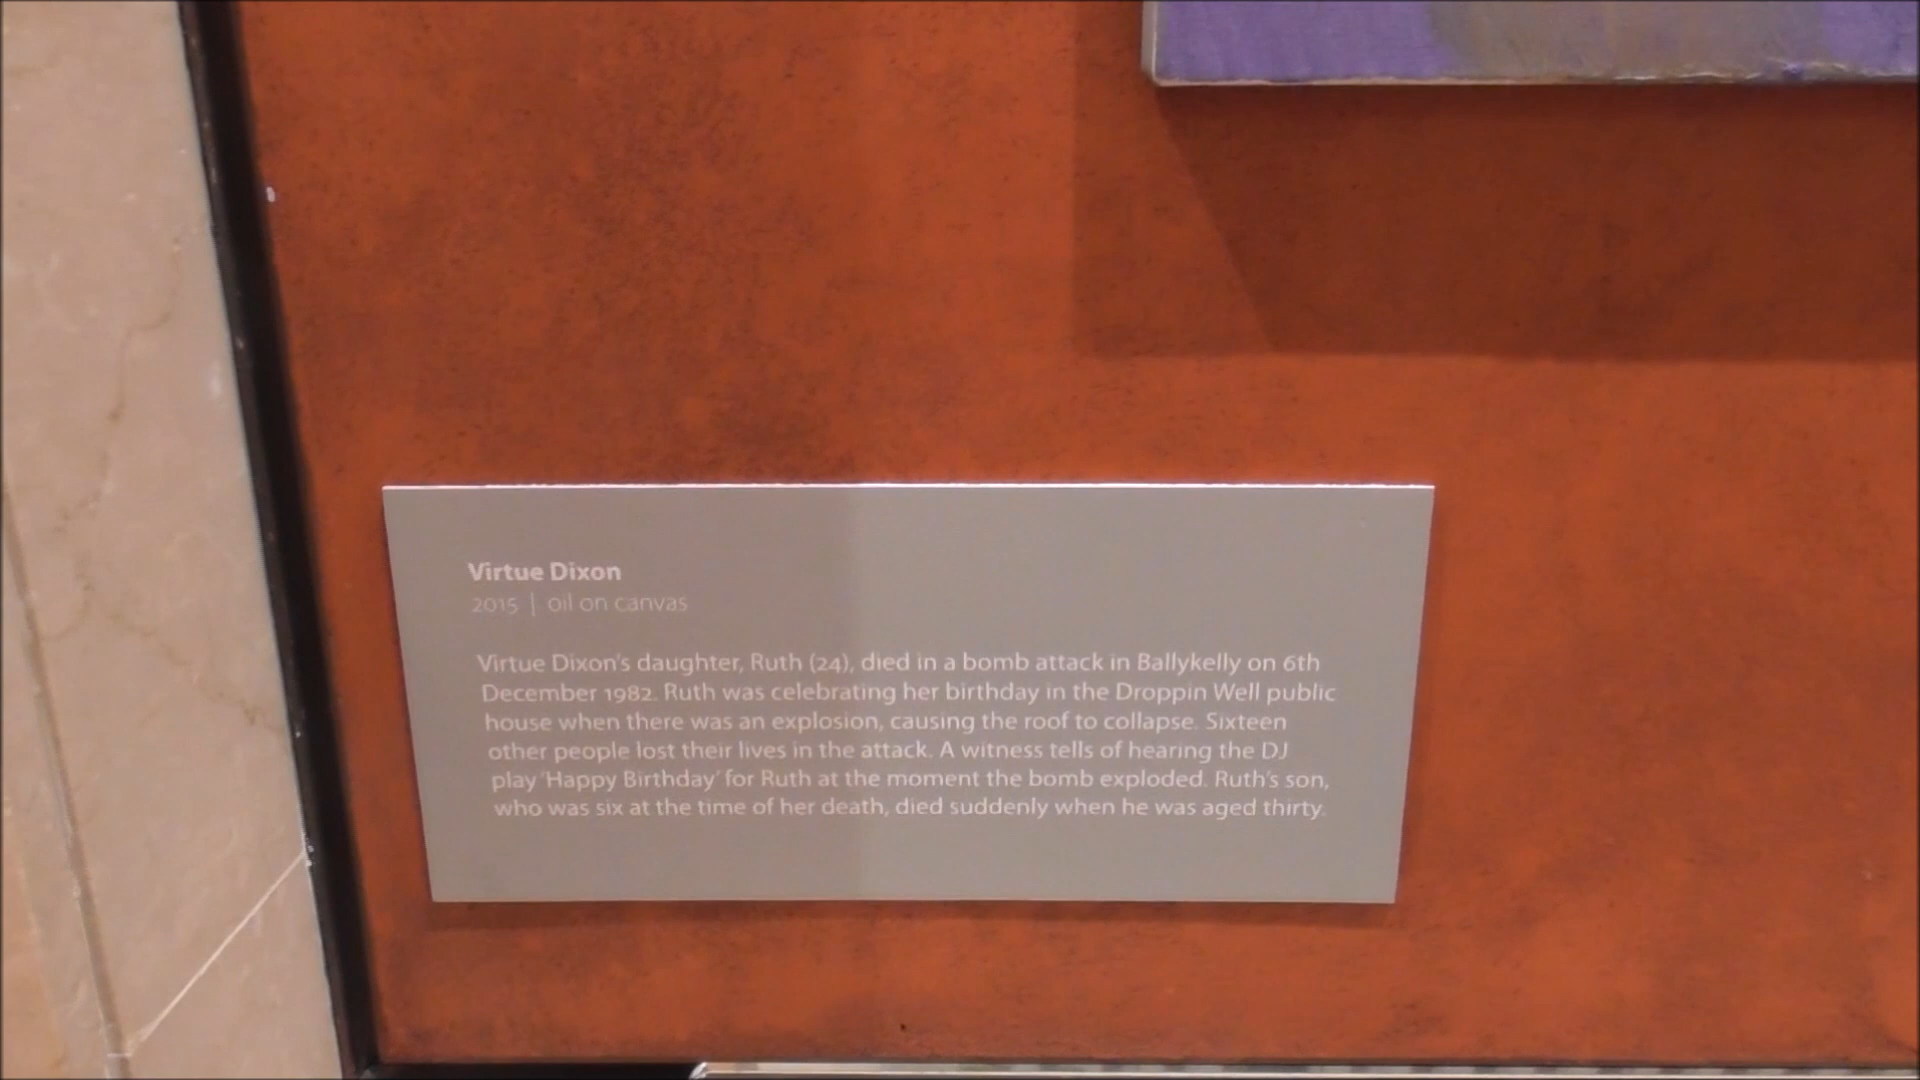 Virtue Dixon
2015 | oil on canvas
Virtue Dixon's daughter, Ruth (24), died in a bomb attack in Ballykelly on 6th
December 1982. Ruth was celebrating her birthday in the Droppin Well public
house when there was an explosion, causing the roof to collapse. Sixteen
other people lost their lives in the attack. A witness tells of hearing the DJ
play 'Happy Birthday' for Ruth at the moment the bomb exploded. Ruth's son,
who was six at the time of her death, died suddenly when he was aged thirty.